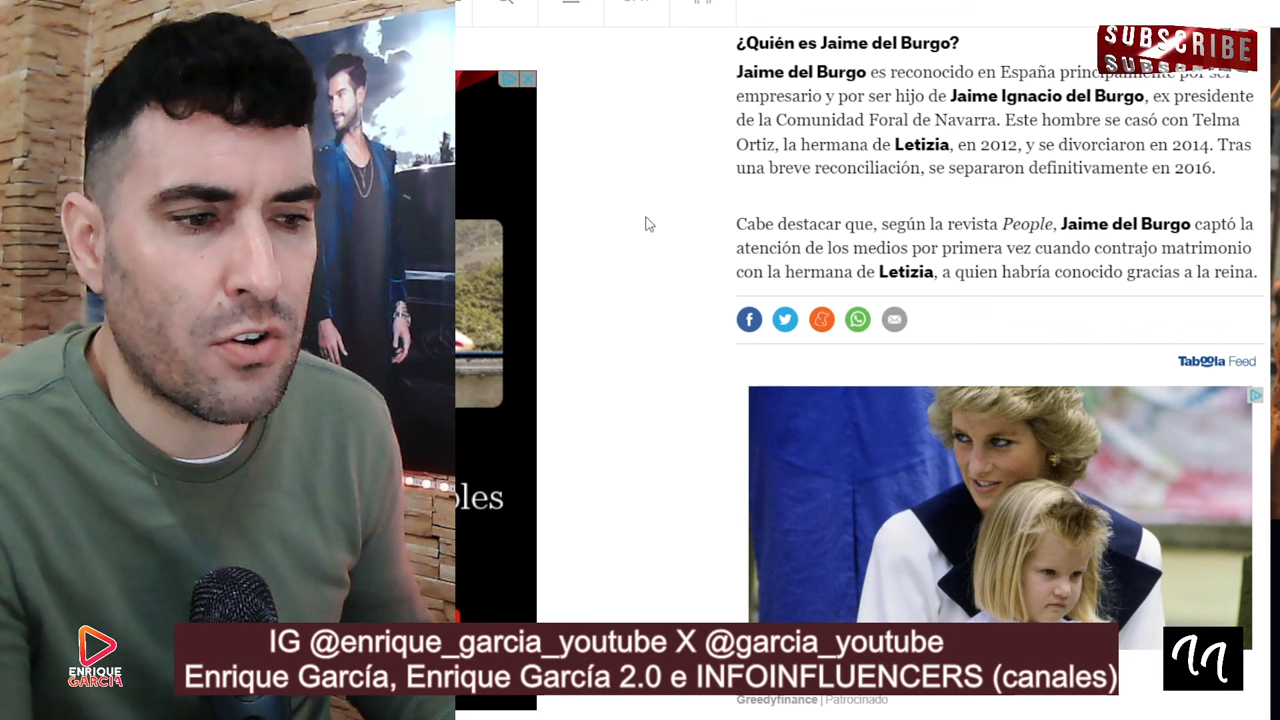 ¿Quién es Jaime del Burgo?
SUBSCRIBE
Jaime del Burgo es reconocido en España principalmente por ser
empresario y por ser hijo de Jaime Ignacio del Burgo, ex presidente
de la Comunidad Foral de Navarra. Este hombre se casó con Telma
Ortiz, la hermana de Letizia, en 2012, y se divorciaron en 2014. Tras
una breve reconciliación, se separaron definitivamente en 2016.
Cabe destacar que, según la revista People, Jaime del Burgo captó la
atención de los medios por primera vez cuando contrajo matrimonio
con la hermana de Letizia, a quien habría conocido gracias a la reina.
Taboola Feed
IG @enrique_garcia_youtube X @garcia_youtube
Enrique García, Enrique García 2.0 e INFOINFLUENCERS (canales)
ENRIQUE
GARCÍA
Greedyfinance | Patrocinado